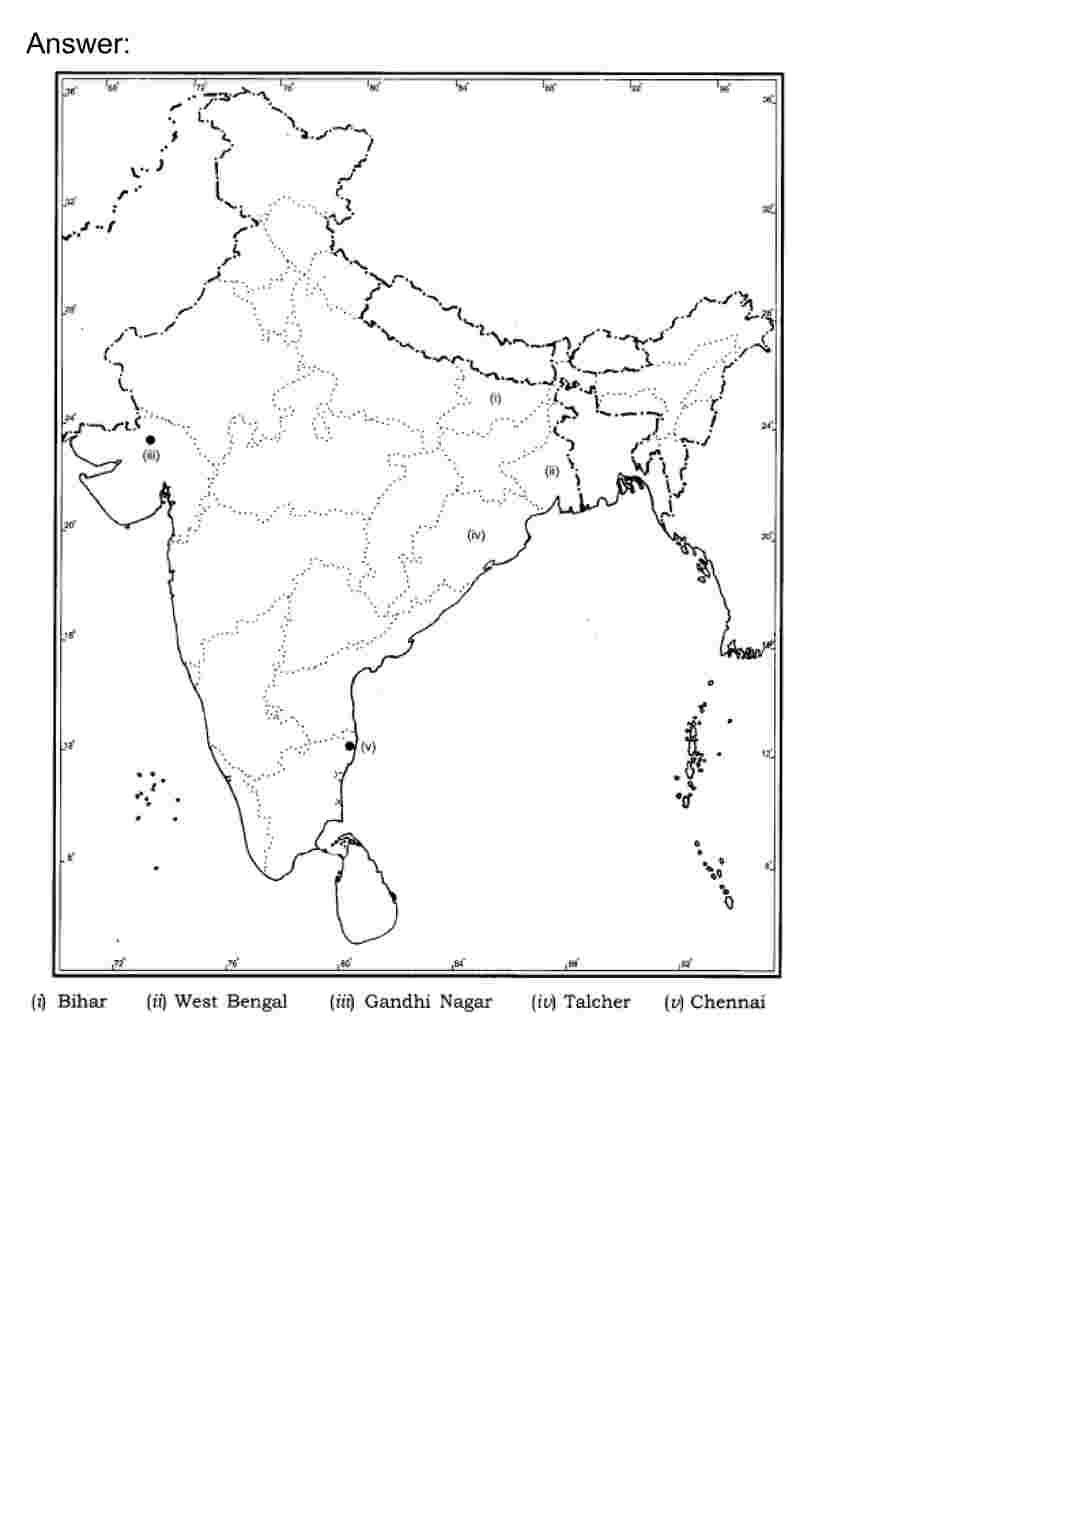 Answer:
68° 72° 76° 80° 84° 88° 92° 96°
36° 36°
32° 32°
28° 28°
(i)
24° 24°
(iii)
(ii)
20° 20°
(iv)
16° 16°
12° (v) 12°
8° 8°
72° 76° 80° 84° 88° 92°
(i) Bihar (ii) West Bengal (iii) Gandhi Nagar (iv) Talcher (v) Chennai